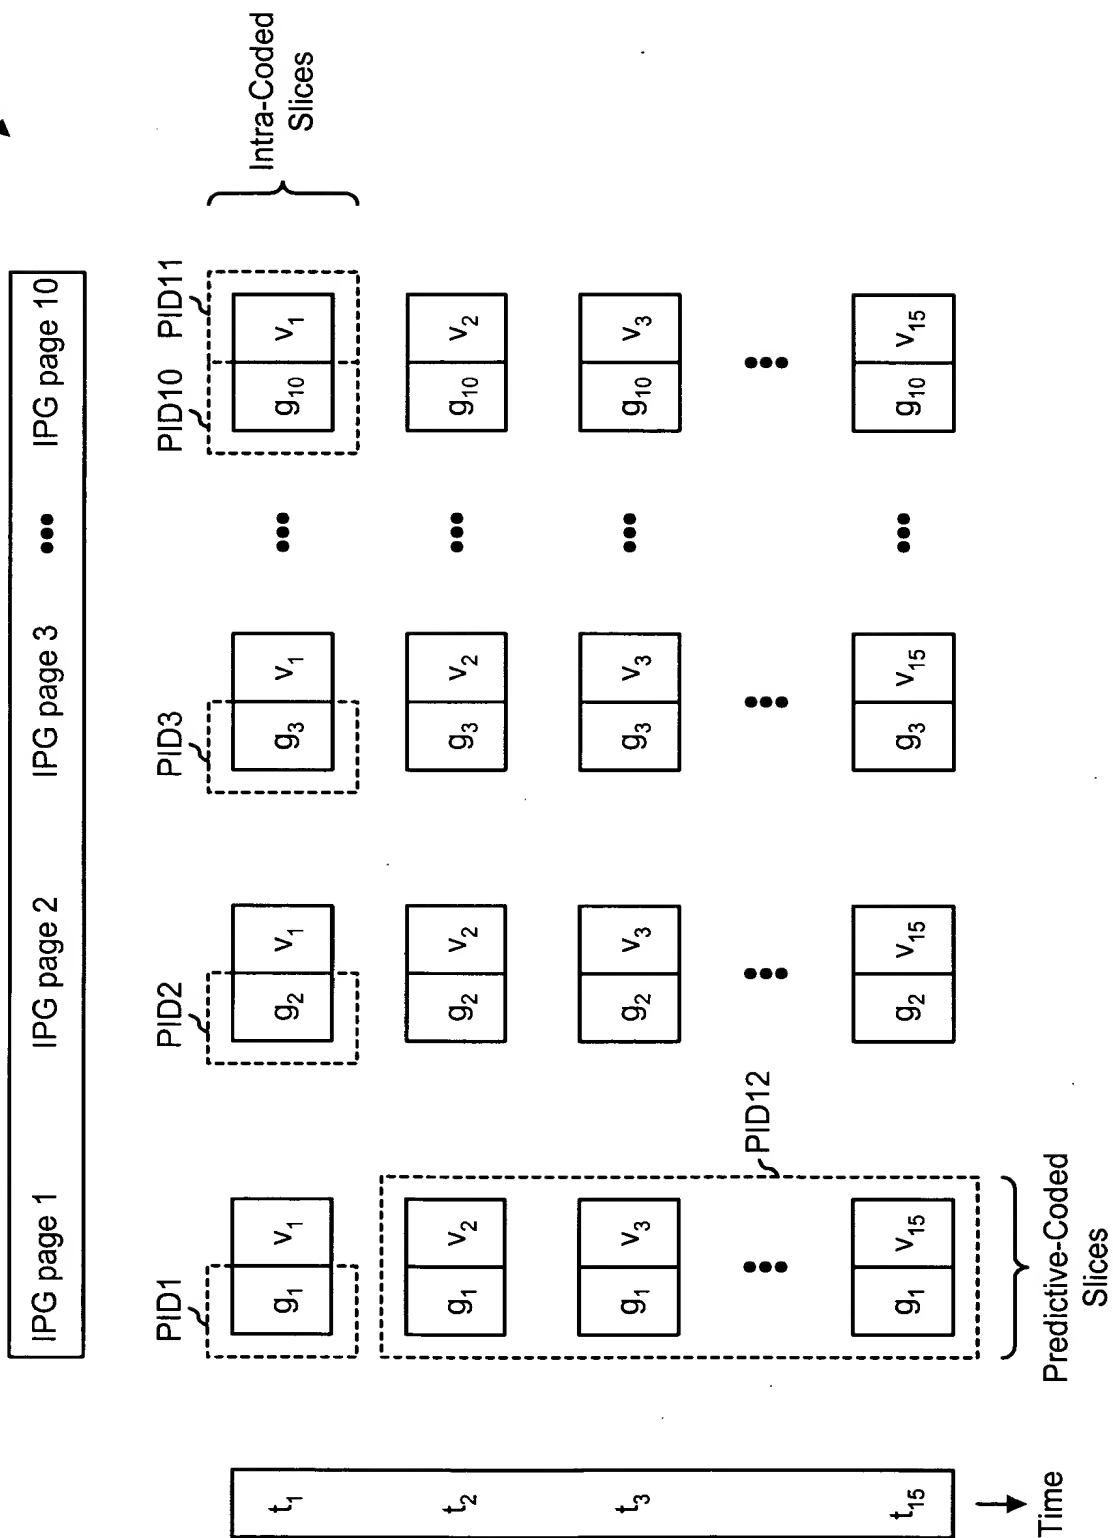 IPG page 1 IPG page 2 IPG page 3 ••• IPG page 10
PID1 PID2 PID3 PID10 PID11
t1 g1 v1 g2 v1 g3 v1 ••• g10 v1
Intra-Coded
Slices
t2 g1 v2 g2 v2 g3 v2 ••• g10 v2
t3 g1 v3 g2 v3 g3 v3 ••• g10 v3
PID12
••• ••• ••• •••
t15 g1 v15 g2 v15 g3 v15 ••• g10 v15
Time
Predictive-Coded
Slices